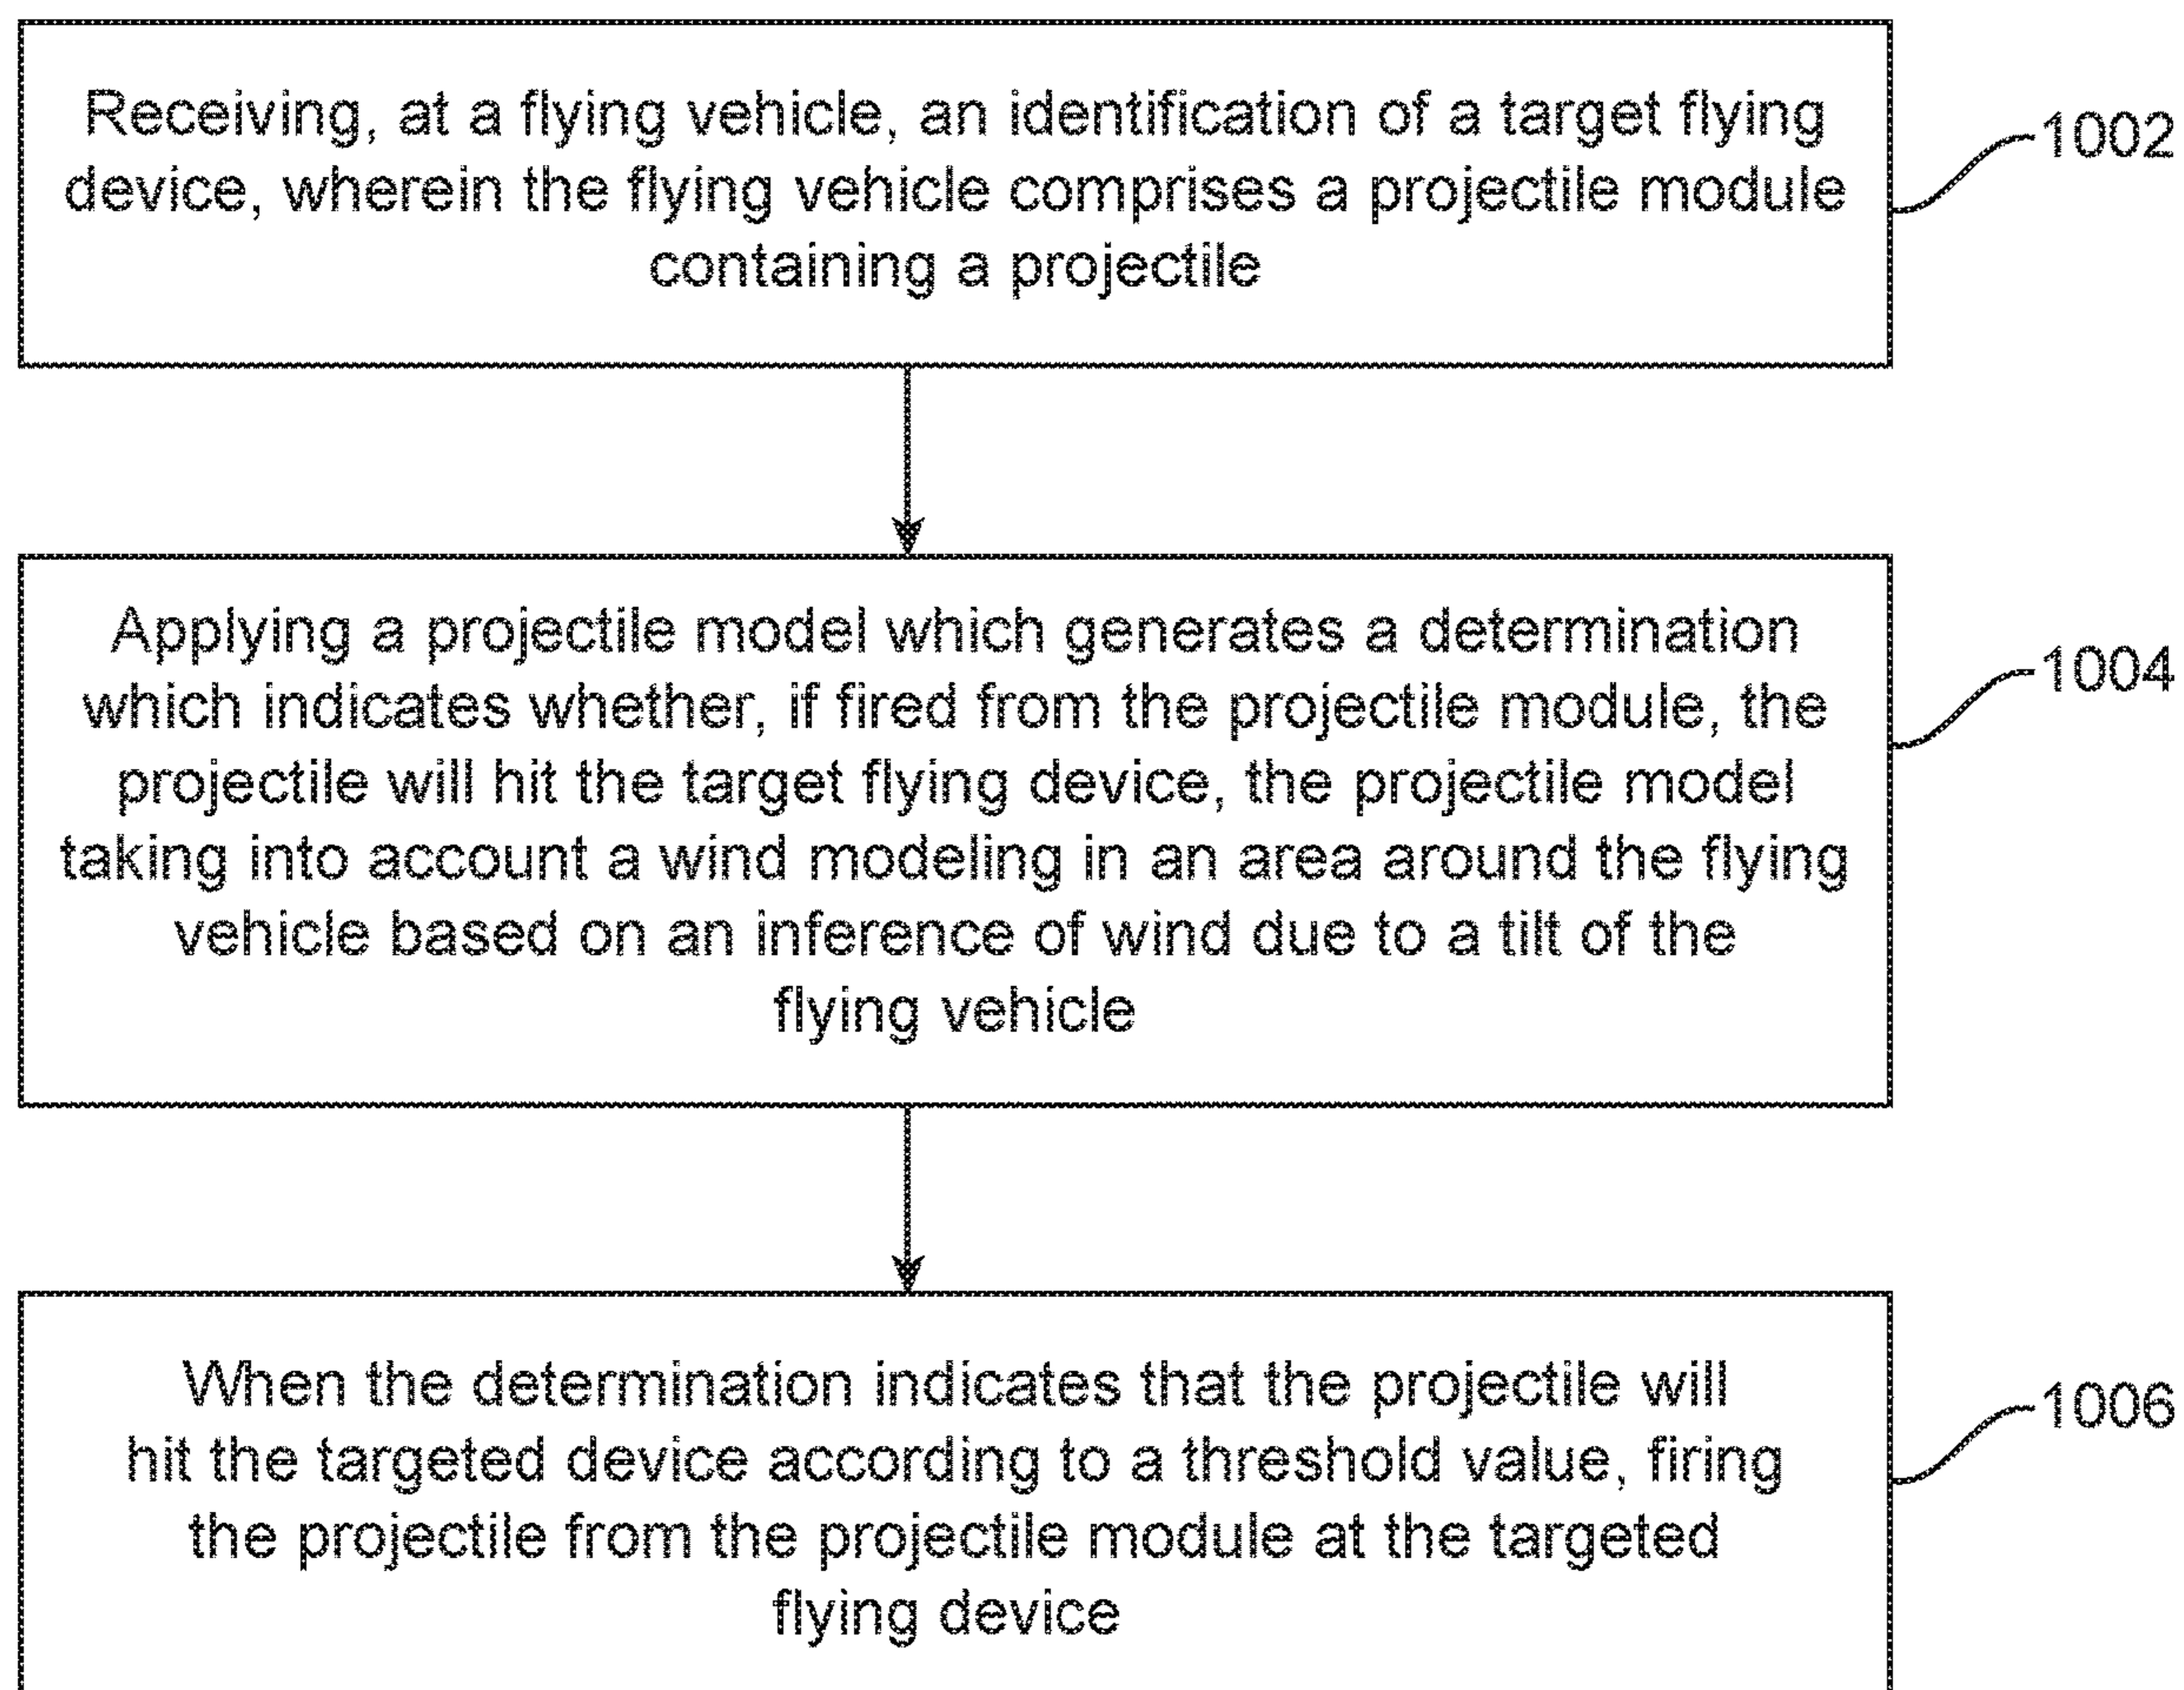 Receiving, at a flying vehicle, an identification of a target flying
device, wherein the flying vehicle comprises a projectile module
containing a projectile
1002
Applying a projectile model which generates a determination
which indicates whether, if fired from the projectile module, the
projectile will hit the target flying device, the projectile model
taking into account a wind modeling in an area around the flying
vehicle based on an inference of wind due to a tilt of the
flying vehicle
1004
When the determination indicates that the projectile will
hit the targeted device according to a threshold value, firing
the projectile from the projectile module at the targeted
flying device
1006